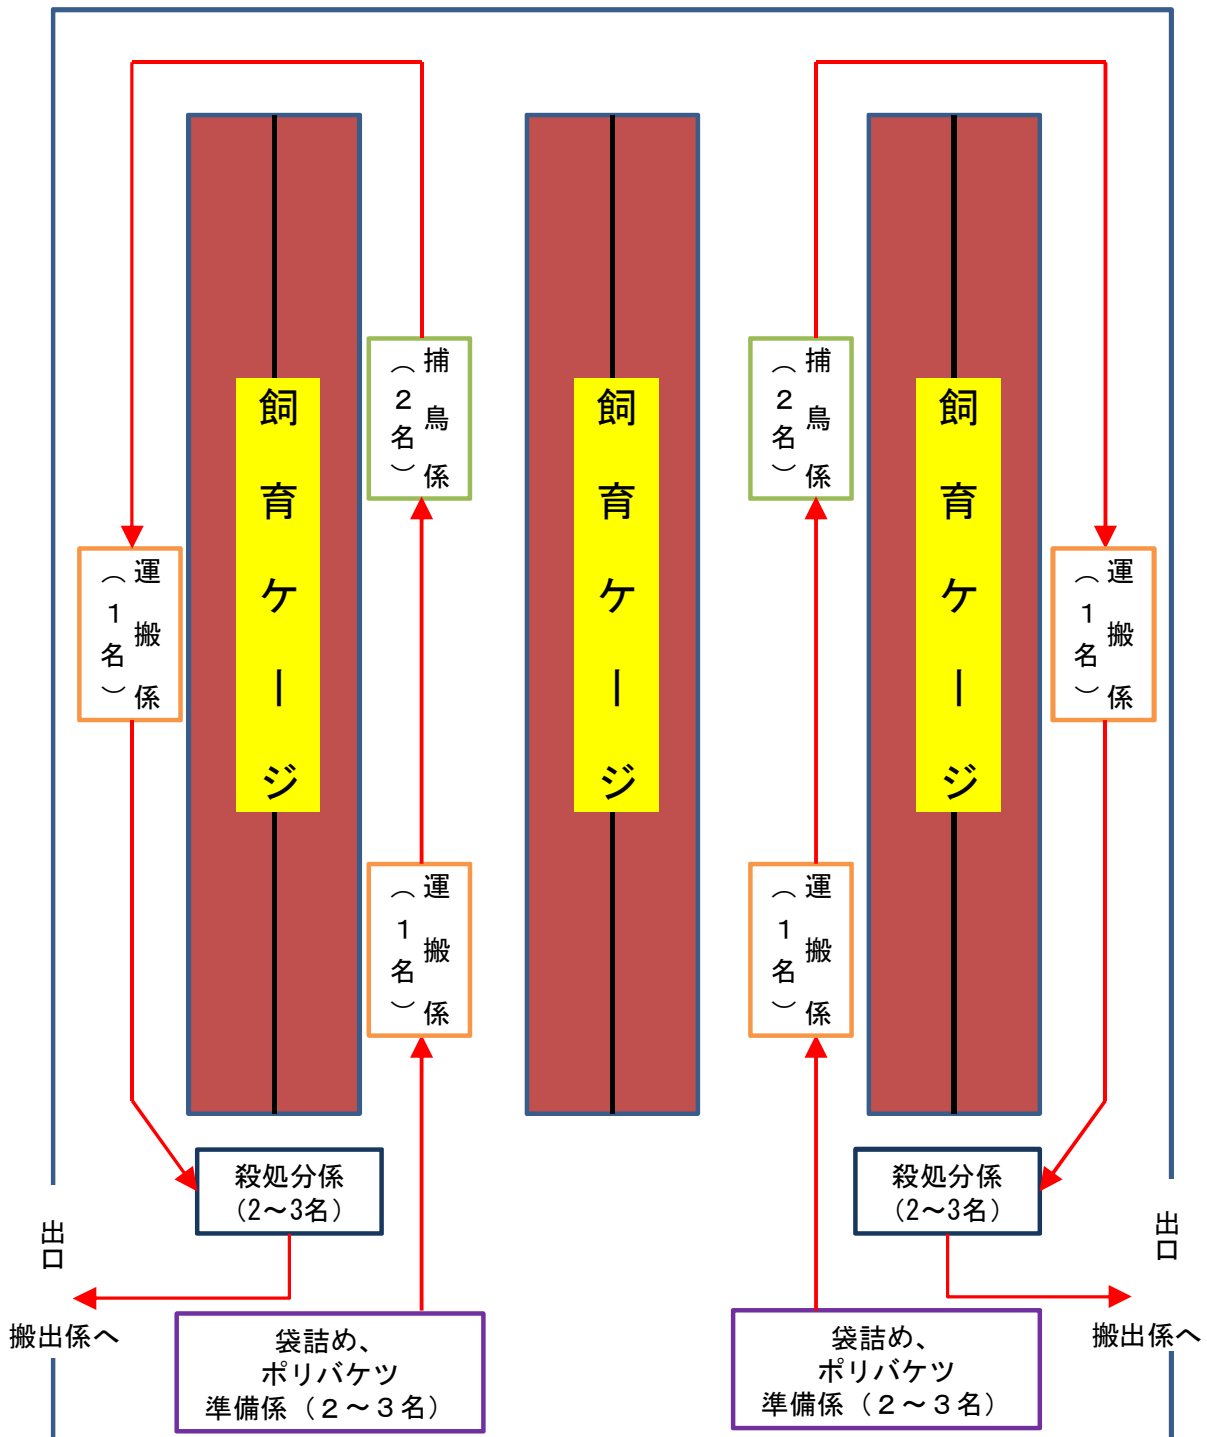 捕鳥係
（２名）
捕鳥係
（２名）
飼育ケージ
飼育ケージ
飼育ケージ
運搬係
（１名）
運搬係
（１名）
運搬係
（１名）
運搬係
（１名）
殺処分係
（2～3名）
殺処分係
（2～3名）
出口
出口
搬出係へ
搬出係へ
袋詰め、
ポリバケツ
準備係（２～３名）
袋詰め、
ポリバケツ
準備係（２～３名）